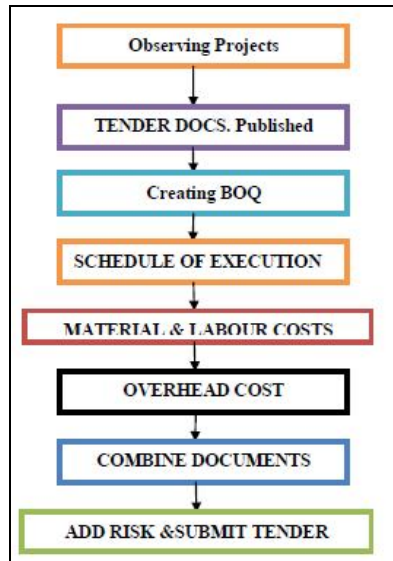 Observing Projects
TENDER DOCS. Published
Creating BOQ
SCHEDULE OF EXECUTION
MATERIAL & LABOUR COSTS
OVERHEAD COST
COMBINE DOCUMENTS
ADD RISK &SUBMIT TENDER